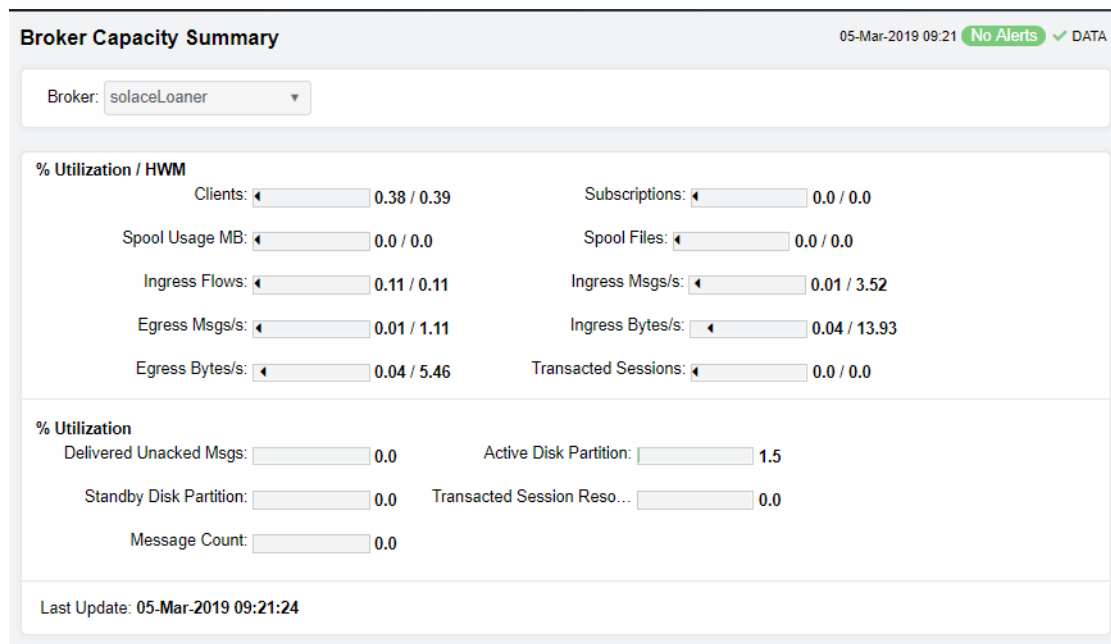 Broker Capacity Summary
05-Mar-2019 09:21 No Alerts DATA
Broker: solaceLoaner
% Utilization / HWM
Clients: 0.38 / 0.39 Subscriptions: 0.0 / 0.0
Spool Usage MB: 0.0 / 0.0 Spool Files: 0.0 / 0.0
Ingress Flows: 0.11 / 0.11 Ingress Msgs/s: 0.01 / 3.52
Egress Msgs/s: 0.01 / 1.11 Ingress Bytes/s: 0.04 / 13.93
Egress Bytes/s: 0.04 / 5.46 Transacted Sessions: 0.0 / 0.0
% Utilization
Delivered Unacked Msgs: 0.0 Active Disk Partition: 1.5
Standby Disk Partition: 0.0 Transacted Session Reso... 0.0
Message Count: 0.0
Last Update: 05-Mar-2019 09:21:24